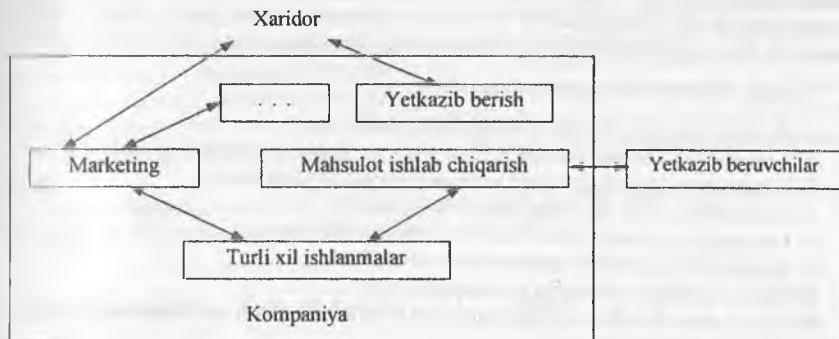 Xaridor
. . .
Yetkazib berish
Marketing
Mahsulot ishlab chiqarish
Yetkazib beruvchilar
Turli xil ishlanmalar
Kompaniya